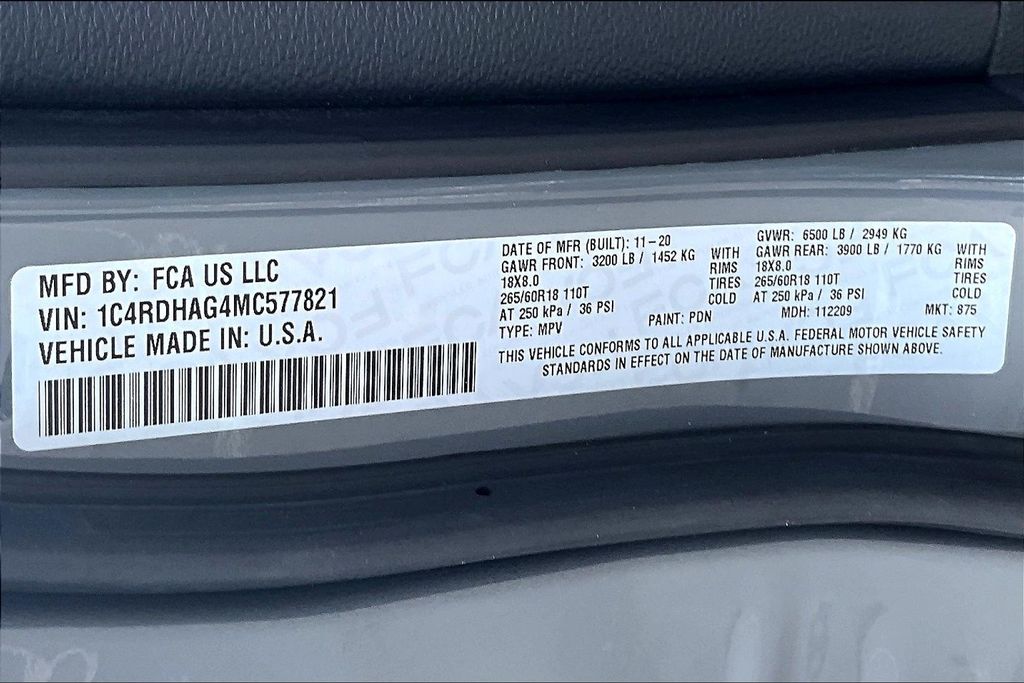 MFD BY: FCA US LLC
VIN: 1C4RDHAG4MC577821
VEHICLE MADE IN: U.S.A.
DATE OF MFR (BUILT): 11-20
GAWR FRONT: 3200 LB / 1452 KG WITH
18X8.0 RIMS
265/60R18 110T TIRES
AT 250 kPa / 36 PSI COLD
TYPE: MPV PAINT: PDN
GVWR: 6500 LB / 2949 KG
GAWR REAR: 3900 LB / 1770 KG WITH
18X8.0 RIMS
265/60R18 110T TIRES
AT 250 kPa / 36 PSI COLD
MDH: 112209 MKT: 875
THIS VEHICLE CONFORMS TO ALL APPLICABLE U.S.A. FEDERAL MOTOR VEHICLE SAFETY
STANDARDS IN EFFECT ON THE DATE OF MANUFACTURE SHOWN ABOVE.